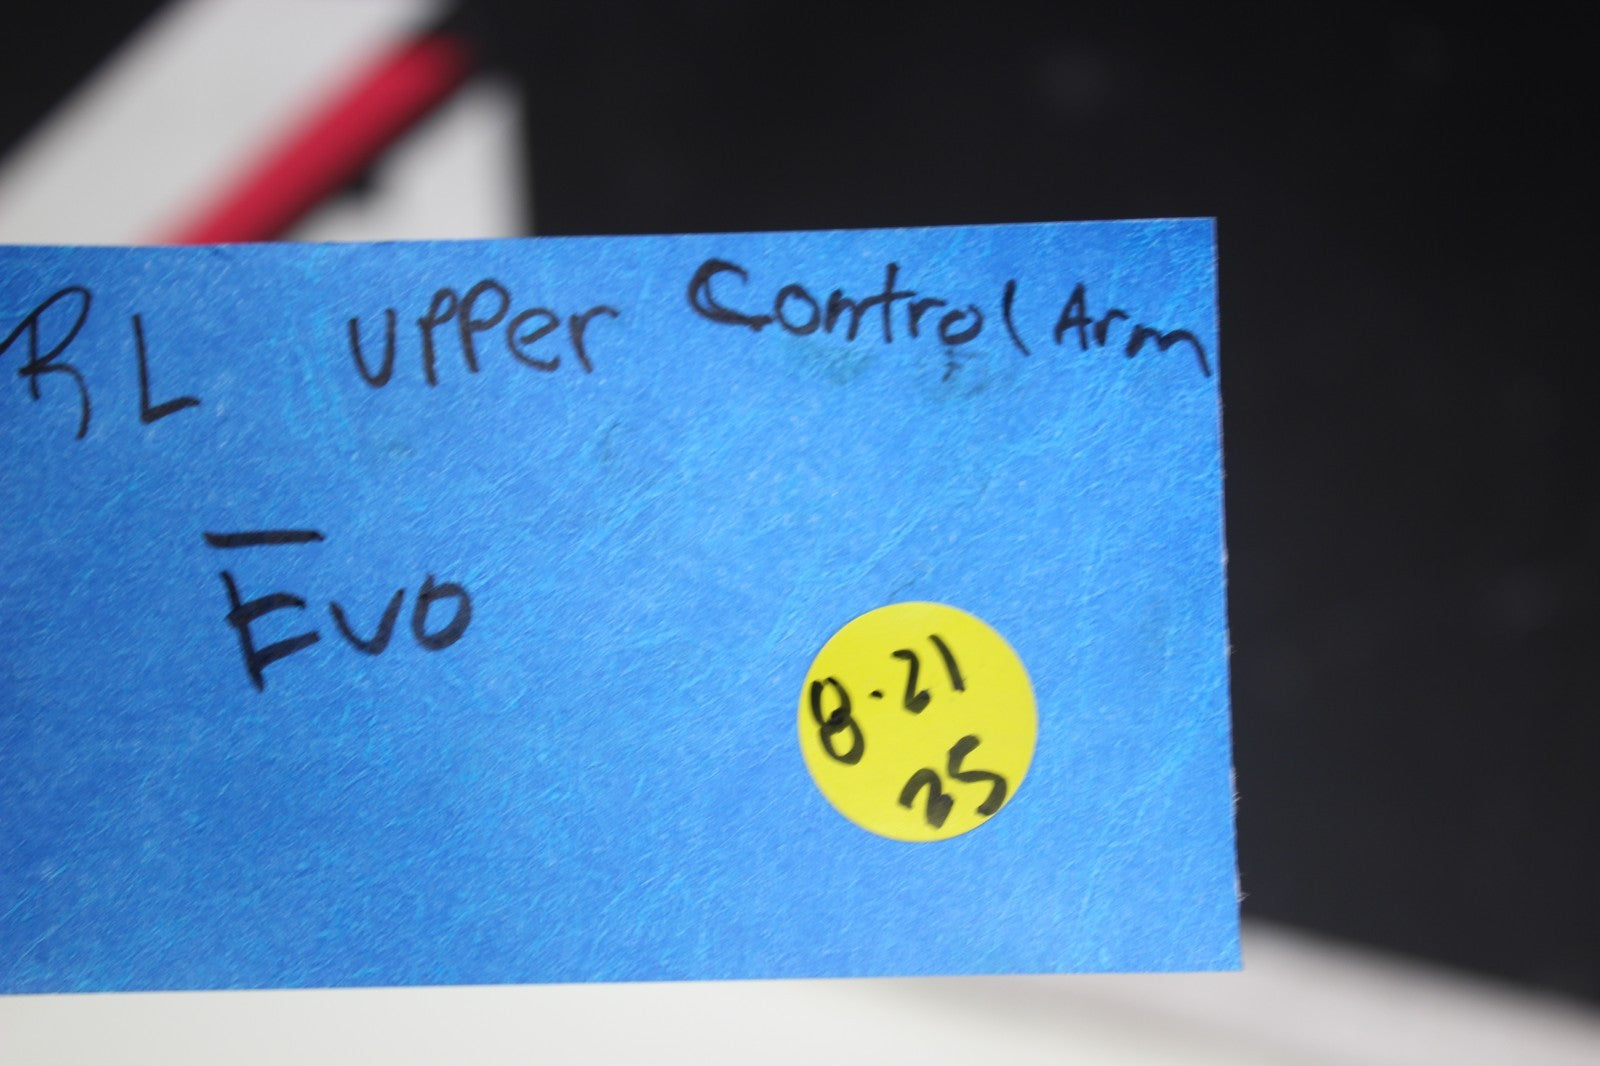 RL upper Control Arm
Evo
8.21
25